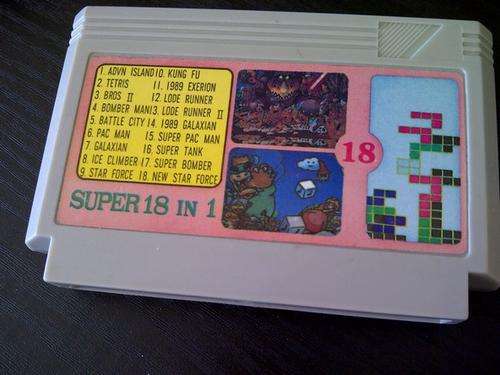 1. ADVN ISLAND 10. KUNG FU
2. TETRIS 11. 1989 EXERION
3. BROS II 12. LODE RUNNER
4. BOMBER MAN 13. LODE RUNNER II
5. BATTLE CITY 14. 1989 GALAXIAN
6. PAC MAN 15. SUPER PAC MAN
7. GALAXIAN 16. SUPER TANK
8. ICE CLIMBER 17. SUPER BOMBER
9. STAR FORCE 18. NEW STAR FORCE
SUPER 18 IN 1
18